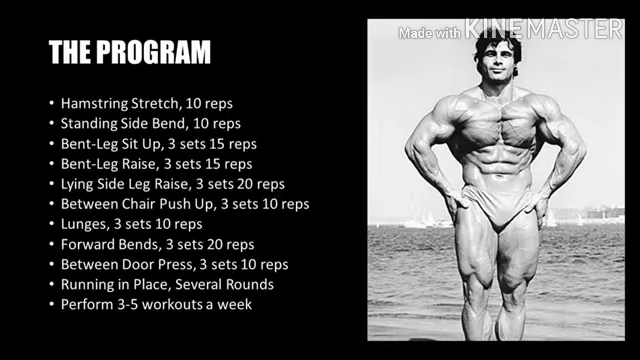 Made with KINEMASTER
THE PROGRAM
• Hamstring Stretch, 10 reps
• Standing Side Bend, 10 reps
• Bent-Leg Sit Up, 3 sets 15 reps
• Bent-Leg Raise, 3 sets 15 reps
• Lying Side Leg Raise, 3 sets 20 reps
• Between Chair Push Up, 3 sets 10 reps
• Lunges, 3 sets 10 reps
• Forward Bends, 3 sets 20 reps
• Between Door Press, 3 sets 10 reps
• Running in Place, Several Rounds
• Perform 3-5 workouts a week